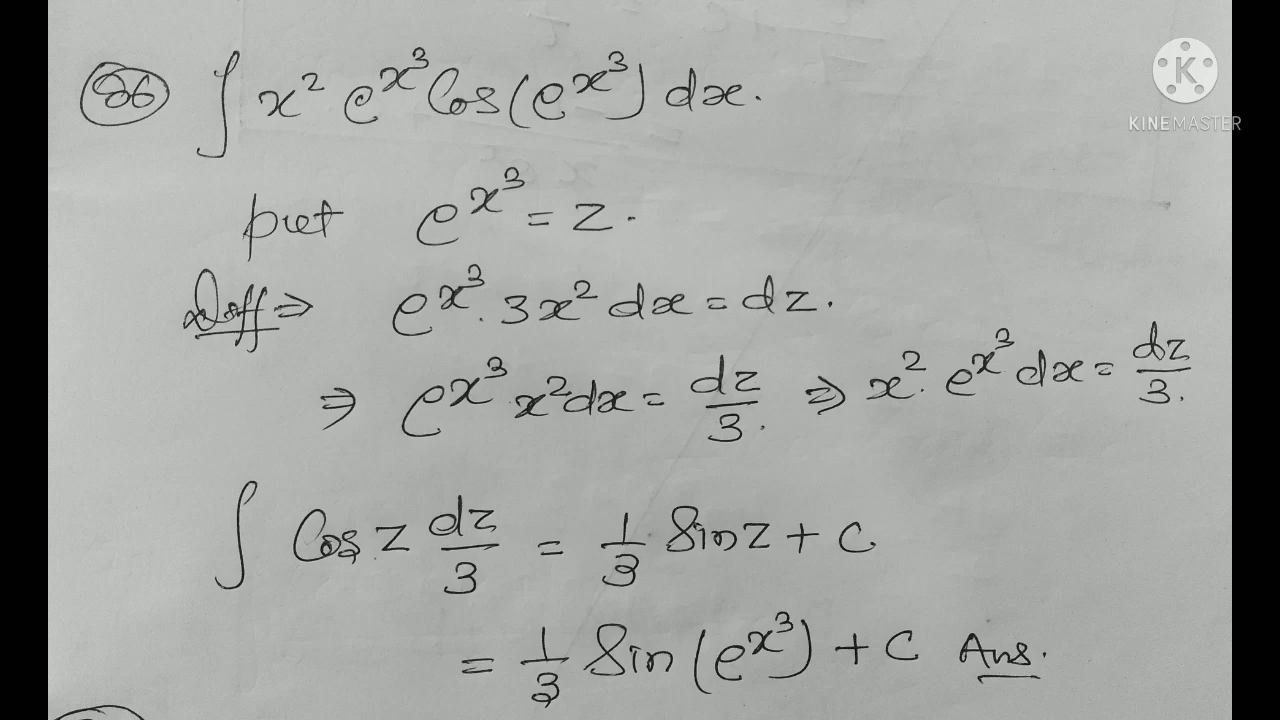 86 ∫ x² e^{x³} Cos(e^{x³}) dx.
put e^{x³} = z.
Diff ⇒ e^{x³}. 3x² dx = dz.
⇒ e^{x³} x² dx = dz/3. ⇒ x². e^{x³} dx = dz/3.
∫ Cos z dz/3 = 1/3 Sin z + C
= 1/3 Sin (e^{x³}) + C Ans.
K
KINEMASTER